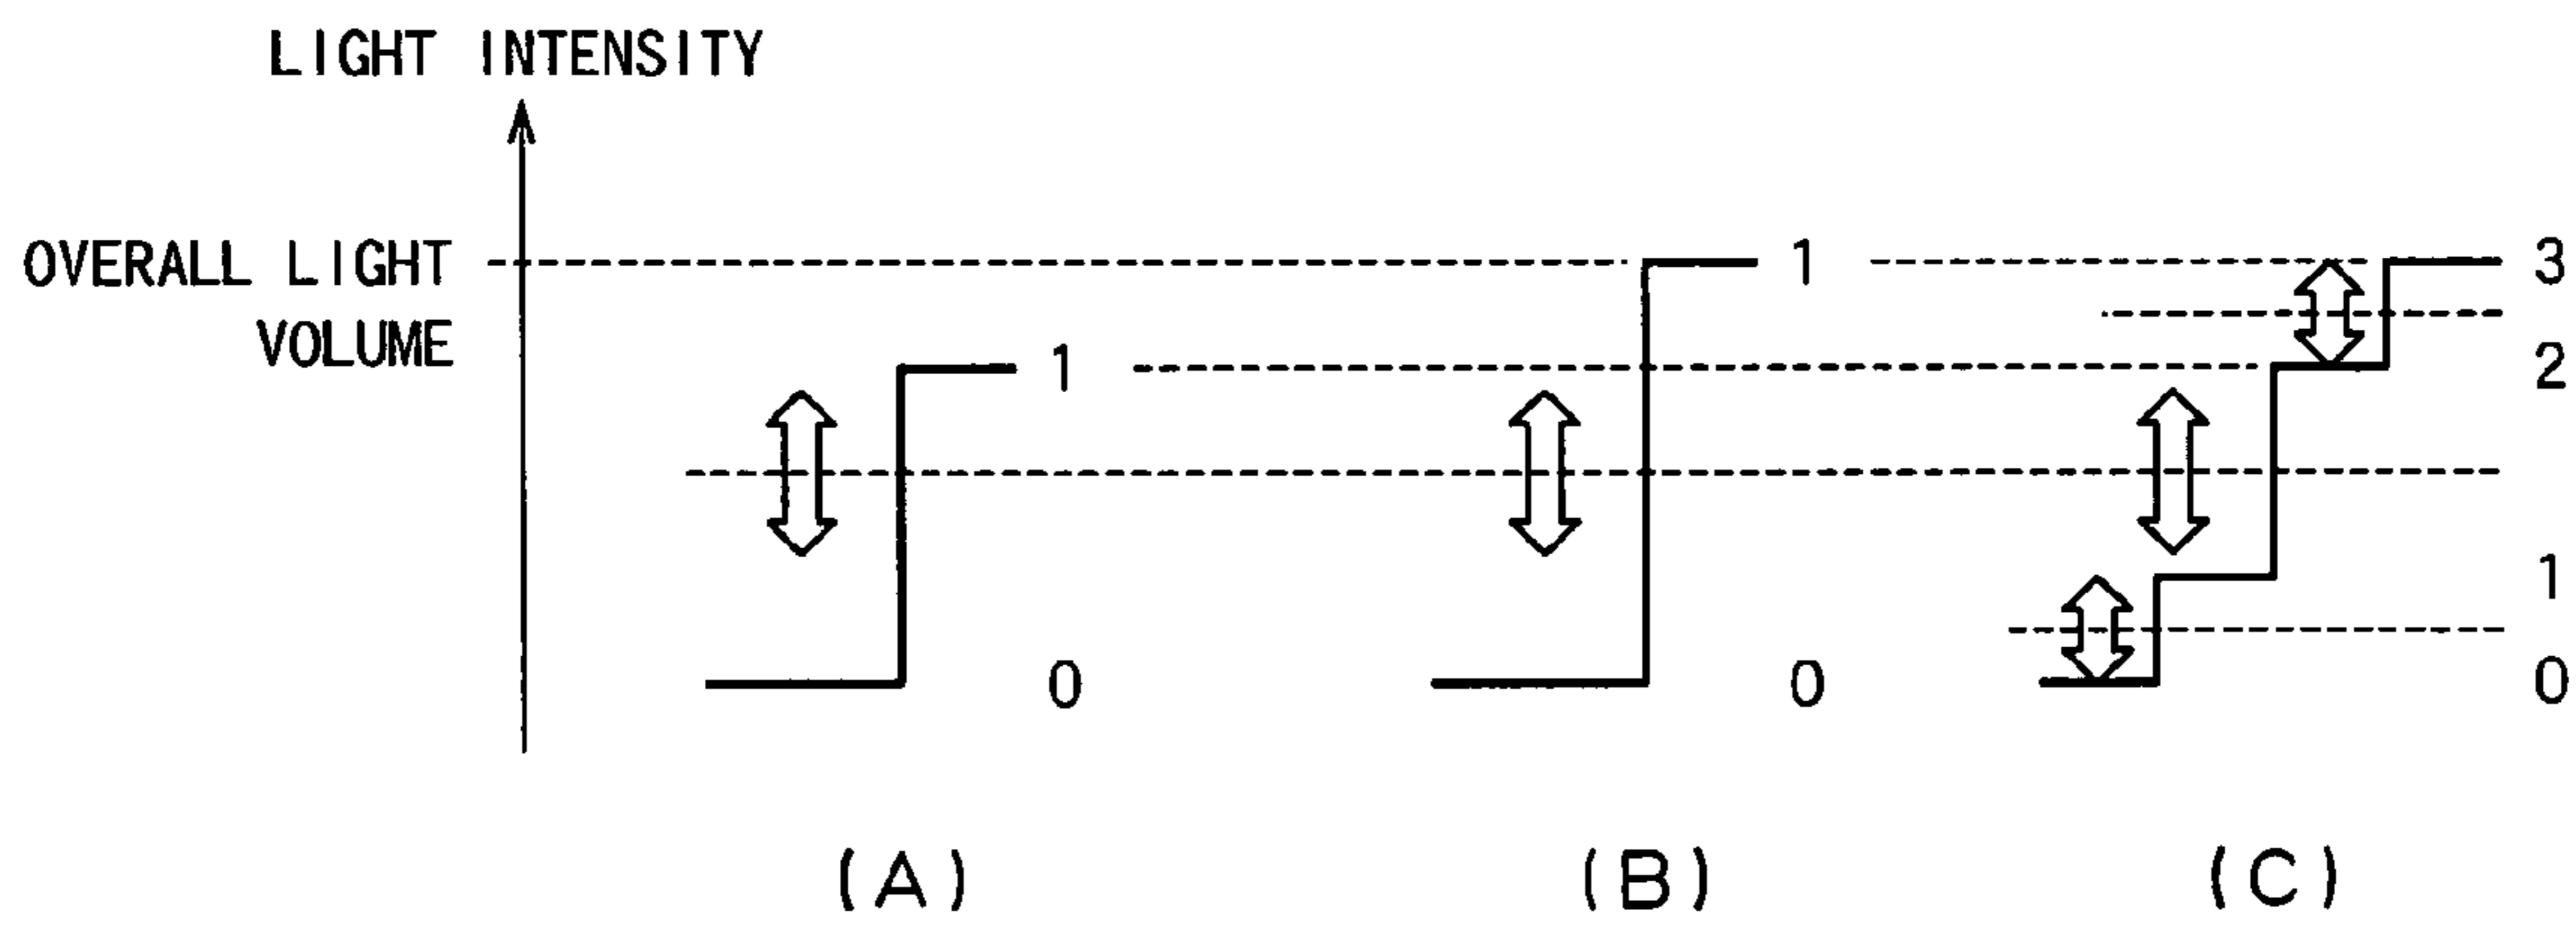 LIGHT INTENSITY
OVERALL LIGHT
VOLUME
1
0
(A)
1
0
(B)
3
2
1
0
(C)